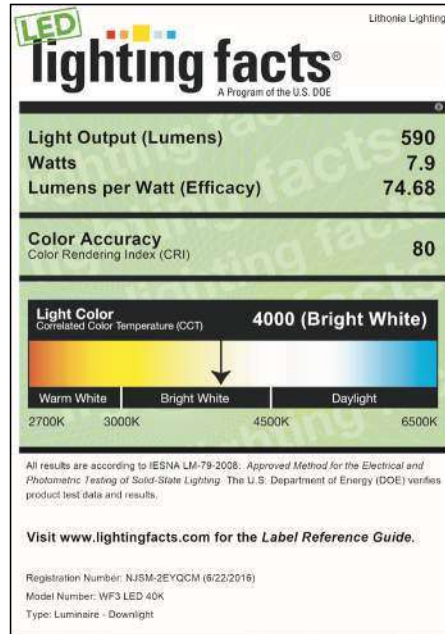 Lithonia Lighting
LED
lighting facts®
A Program of the U.S. DOE
Light Output (Lumens) 590
Watts 7.9
Lumens per Watt (Efficacy) 74.68
Color Accuracy 80
Color Rendering Index (CRI)
Light Color 4000 (Bright White)
Correlated Color Temperature (CCT)
Warm White Bright White Daylight
2700K 3000K 4500K 6500K
All results are according to IESNA LM-79-2008: Approved Method for the Electrical and
Photometric Testing of Solid-State Lighting. The U.S. Department of Energy (DOE) verifies
product test data and results.
Visit www.lightingfacts.com for the Label Reference Guide.
Registration Number: NJSM-2EYQCM (6/22/2016)
Model Number: WF3 LED 40K
Type: Luminaire - Downlight